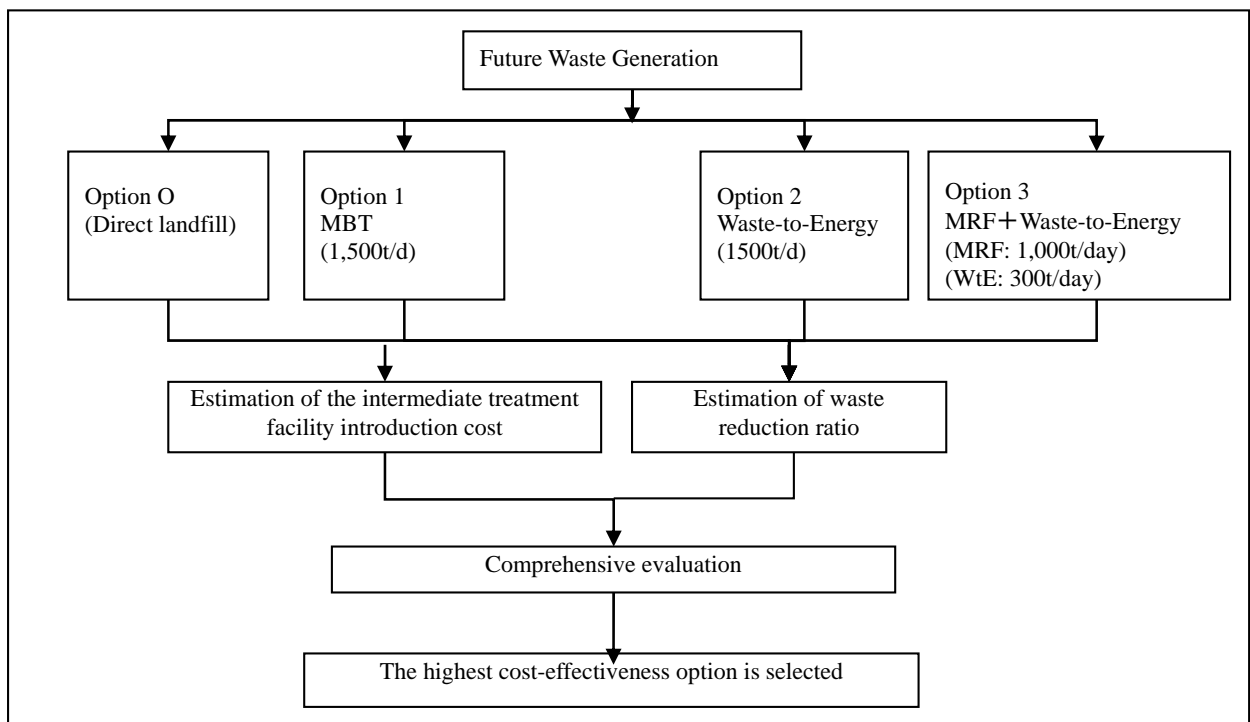 Future Waste Generation
Option O
(Direct landfill)
Option 1
MBT
(1,500t/d)
Option 2
Waste-to-Energy
(1500t/d)
Option 3
MRF＋Waste-to-Energy
(MRF: 1,000t/day)
(WtE: 300t/day)
Estimation of the intermediate treatment
facility introduction cost
Estimation of waste
reduction ratio
Comprehensive evaluation
The highest cost-effectiveness option is selected